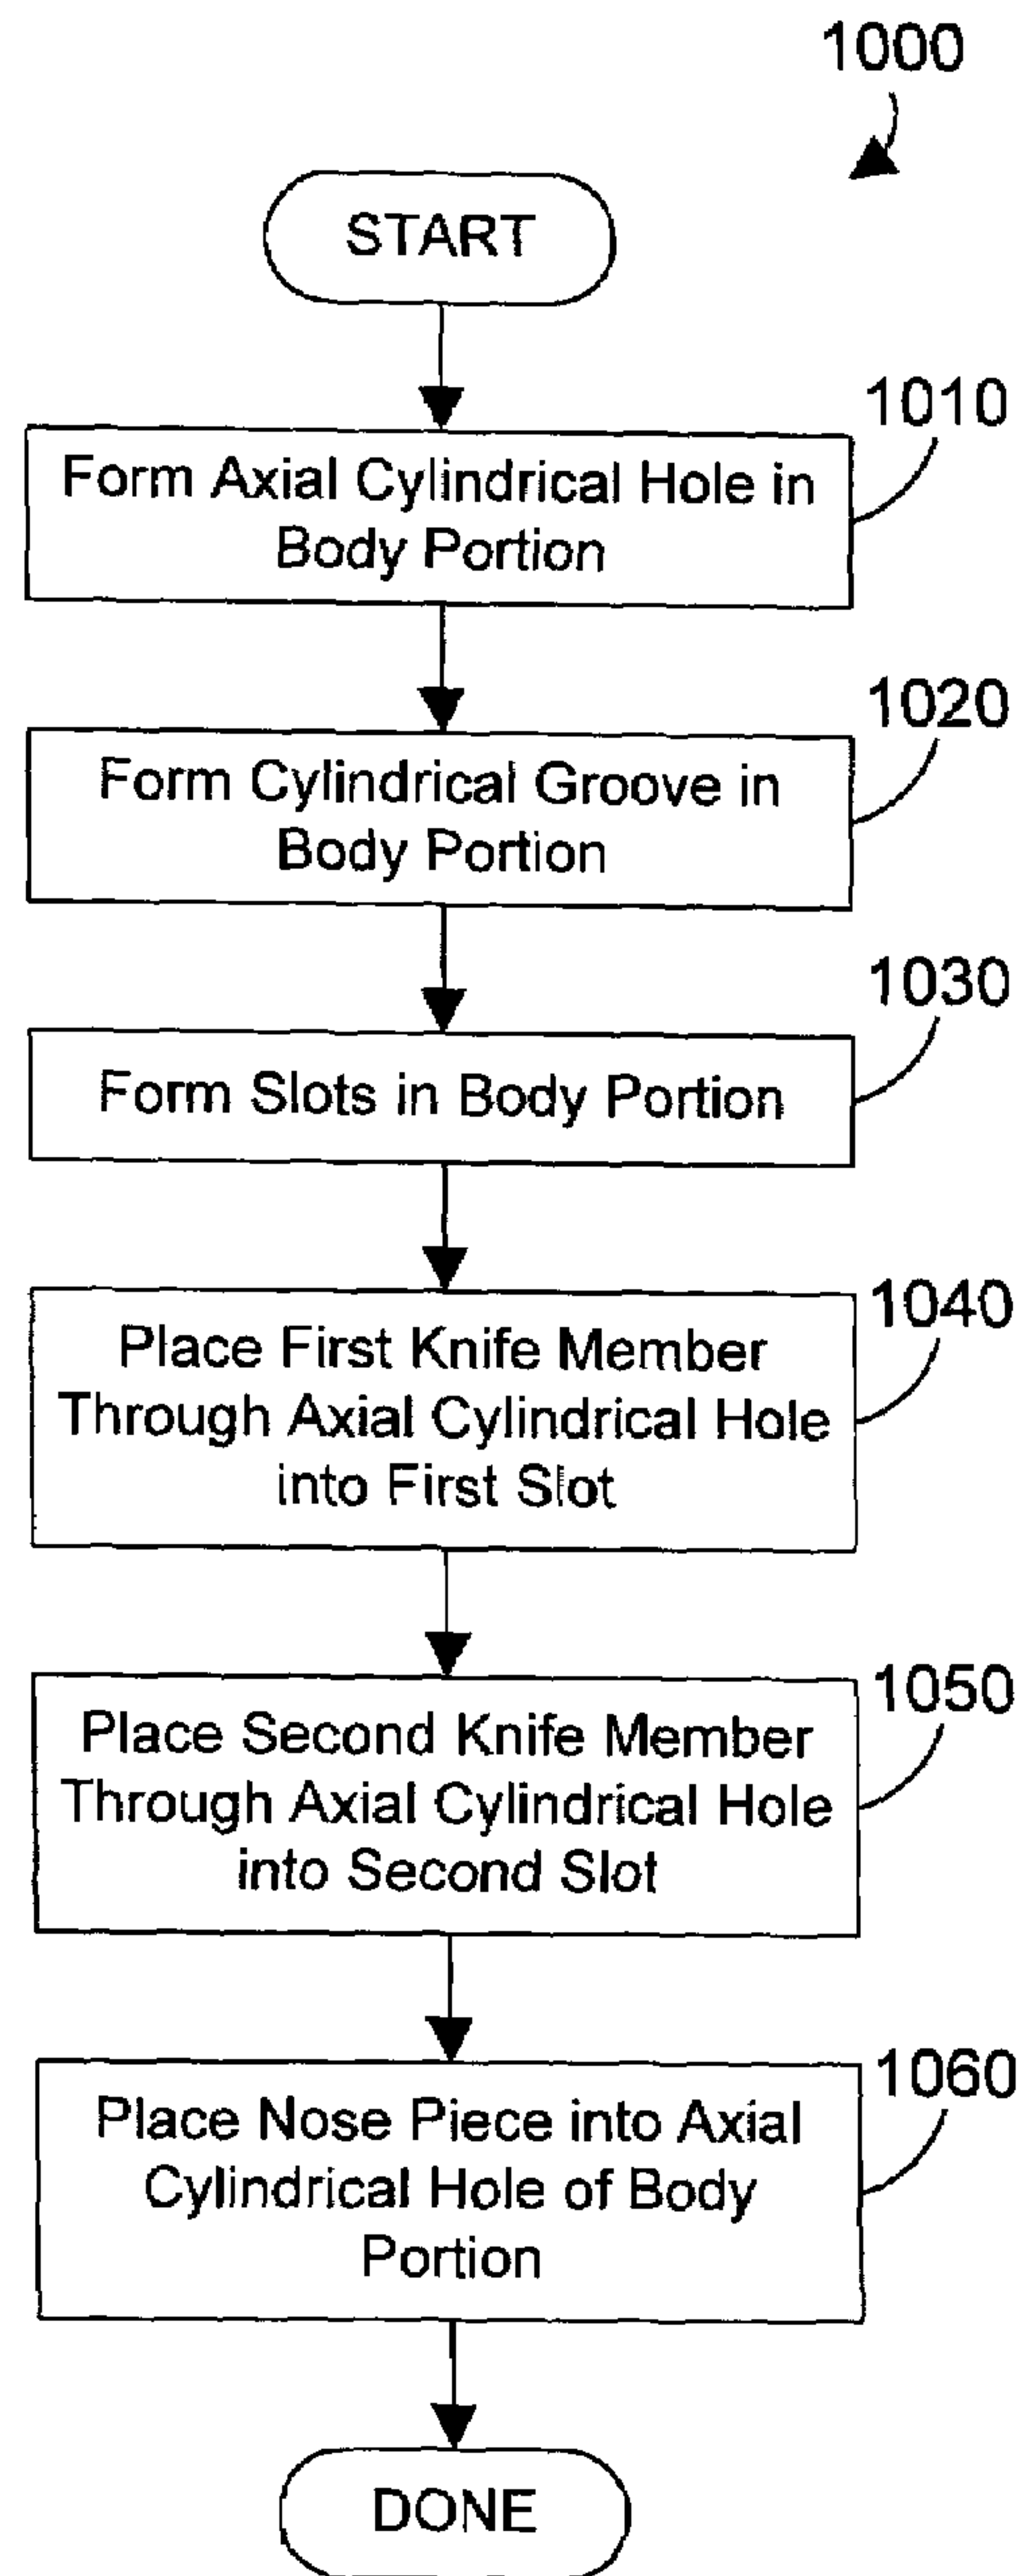 1000
START
1010
Form Axial Cylindrical Hole in
Body Portion
1020
Form Cylindrical Groove in
Body Portion
1030
Form Slots in Body Portion
1040
Place First Knife Member
Through Axial Cylindrical Hole
into First Slot
1050
Place Second Knife Member
Through Axial Cylindrical Hole
into Second Slot
1060
Place Nose Piece into Axial
Cylindrical Hole of Body
Portion
DONE